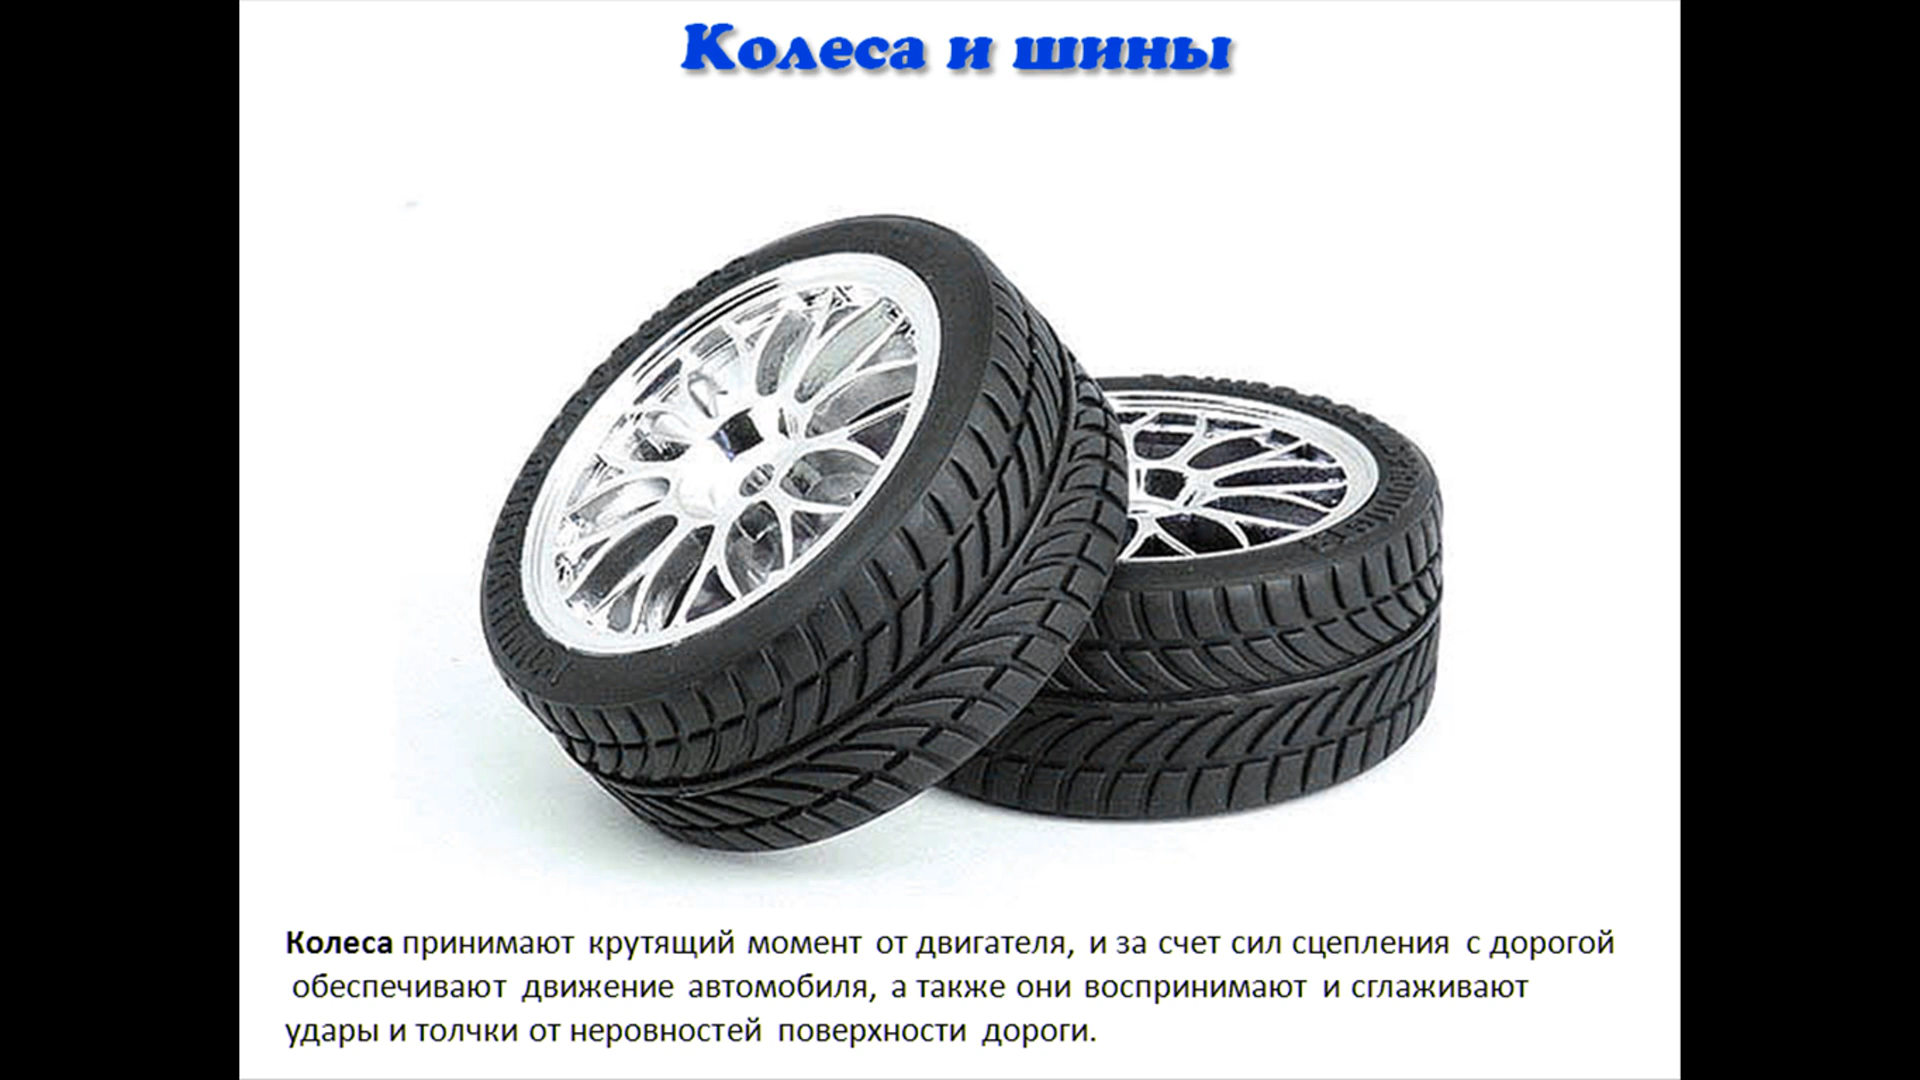 Колеса и шины
Колеса принимают крутящий момент от двигателя, и за счет сил сцепления с дорогой
обеспечивают движение автомобиля, а также они воспринимают и сглаживают
удары и толчки от неровностей поверхности дороги.